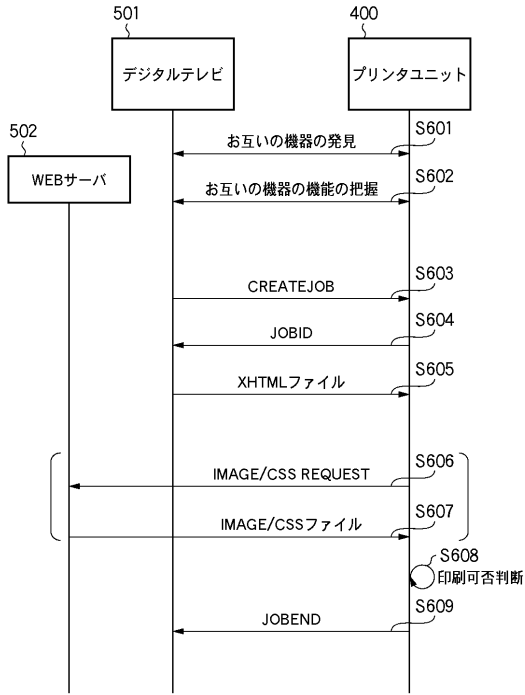 501
400
デジタルテレビ
プリンタユニット
502
WEBサーバ
お互いの機器の発見
S601
お互いの機器の機能の把握
S602
CREATEJOB
S603
JOBID
S604
XHTMLファイル
S605
IMAGE/CSS REQUEST
S606
IMAGE/CSSファイル
S607
S608
印刷可否判断
JOBEND
S609